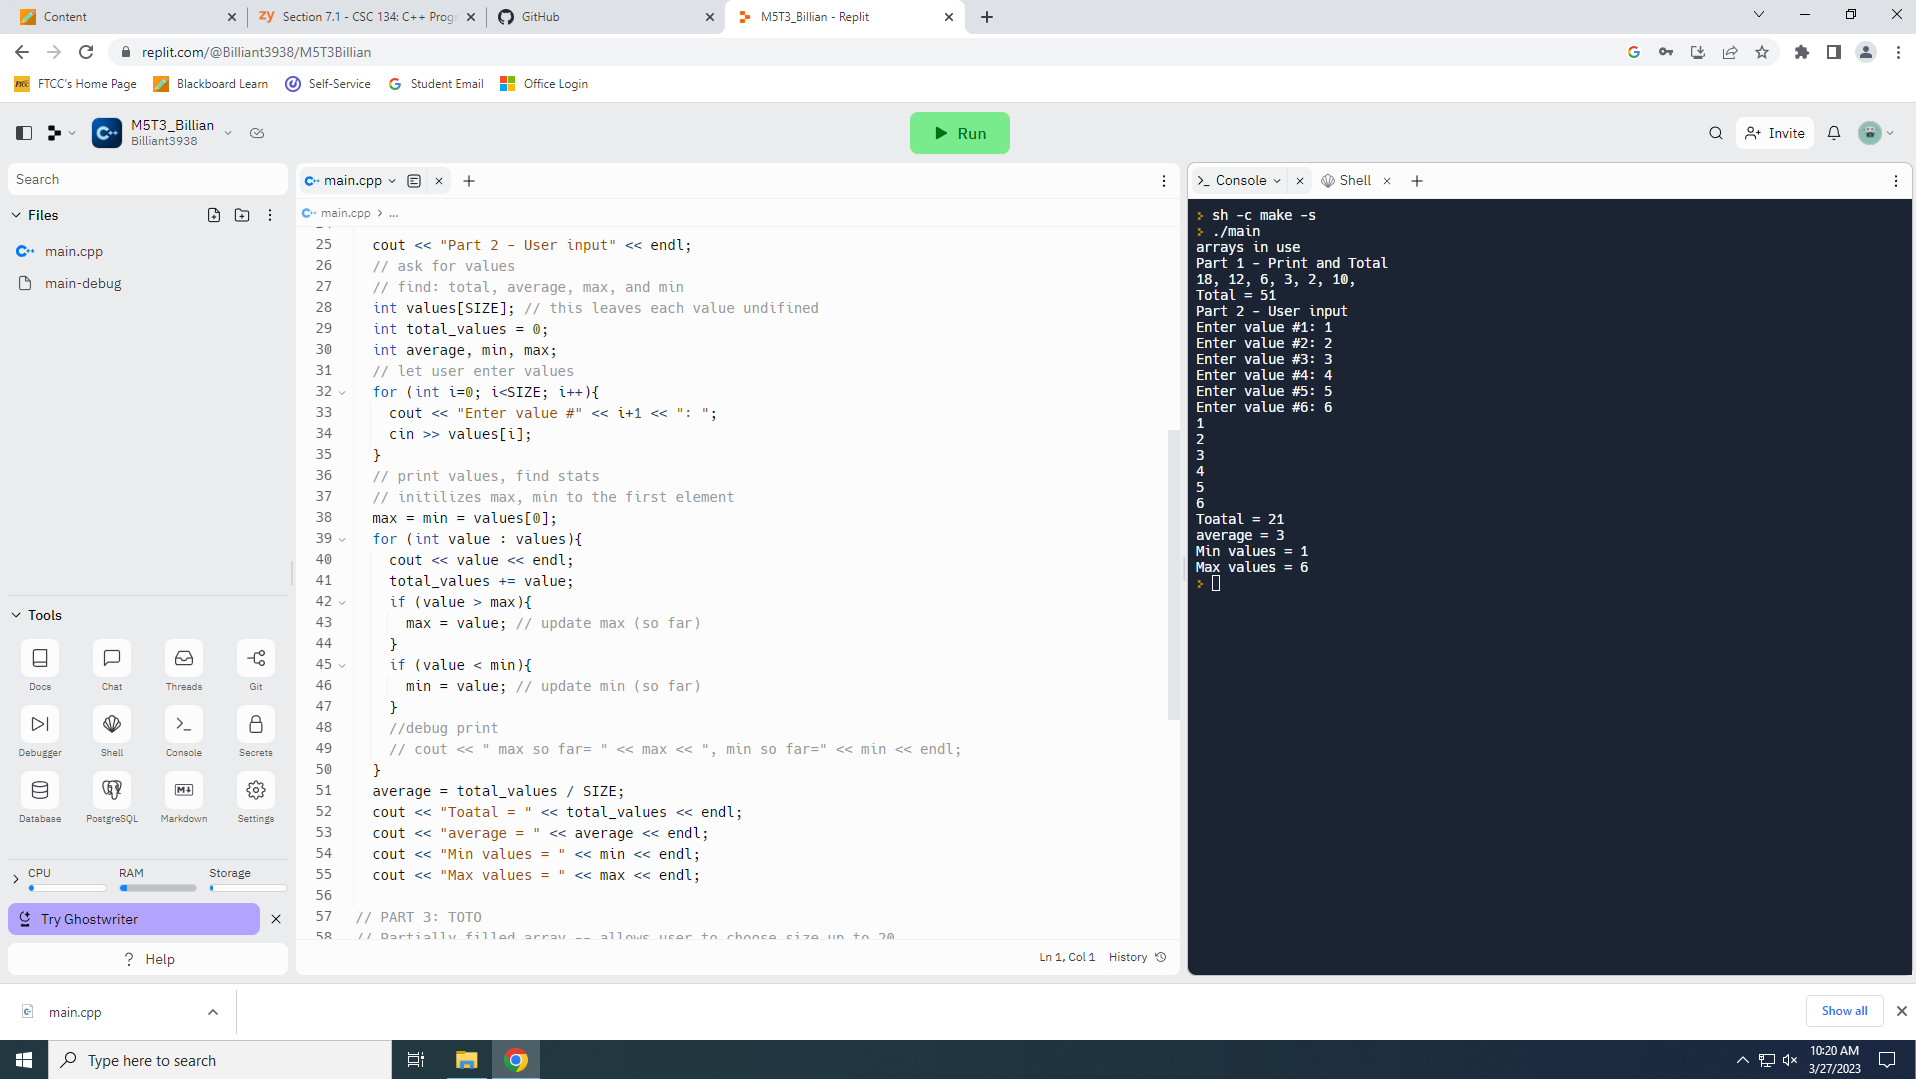 Content
zy Section 7.1 - CSC 134: C++ Prog
GitHub
M5T3_Billian - Replit
replit.com/@Billiant3938/M5T3Billian
FTCC FTCC's Home Page
Blackboard Learn
Self-Service
Student Email
Office Login
M5T3_Billian
Billiant3938
Run
Invite
Search
Files
main.cpp
main-debug
Tools
Docs
Chat
Threads
Git
Debugger
Shell
Console
Secrets
Database
PostgreSQL
Markdown
Settings
CPU
RAM
Storage
Try Ghostwriter
? Help
main.cpp
main.cpp > ...
25 cout << "Part 2 - User input" << endl;
26 // ask for values
27 // find: total, average, max, and min
28 int values[SIZE]; // this leaves each value undifined
29 int total_values = 0;
30 int average, min, max;
31 // let user enter values
32 for (int i=0; i<SIZE; i++){
33 cout << "Enter value #" << i+1 << ": ";
34 cin >> values[i];
35 }
36 // print values, find stats
37 // initilizes max, min to the first element
38 max = min = values[0];
39 for (int value : values){
40 cout << value << endl;
41 total_values += value;
42 if (value > max){
43 max = value; // update max (so far)
44 }
45 if (value < min){
46 min = value; // update min (so far)
47 }
48 //debug print
49 // cout << " max so far= " << max << ", min so far=" << min << endl;
50 }
51 average = total_values / SIZE;
52 cout << "Toatal = " << total_values << endl;
53 cout << "average = " << average << endl;
54 cout << "Min values = " << min << endl;
55 cout << "Max values = " << max << endl;
56
57 // PART 3: TOTO
58 // Partially filled array -- allows user to choose size up to 20
Ln 1, Col 1 History
Console
Shell
sh -c make -s
./main
arrays in use
Part 1 - Print and Total
18, 12, 6, 3, 2, 10,
Total = 51
Part 2 - User input
Enter value #1: 1
Enter value #2: 2
Enter value #3: 3
Enter value #4: 4
Enter value #5: 5
Enter value #6: 6
1
2
3
4
5
6
Toatal = 21
average = 3
Min values = 1
Max values = 6
main.cpp
Show all
Type here to search
10:20 AM
3/27/2023